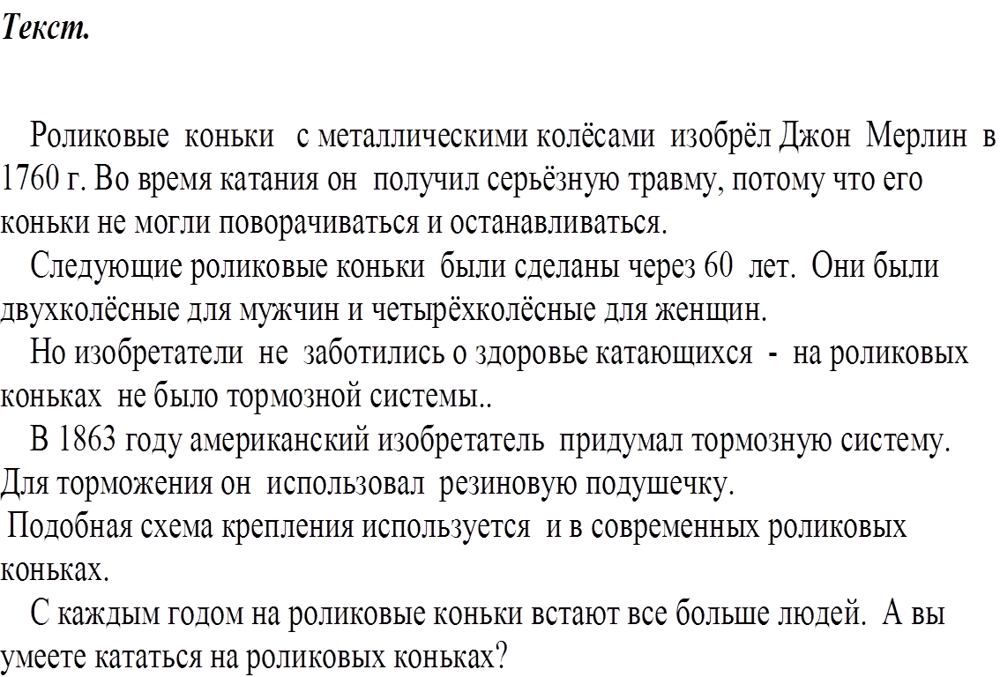 Текст.
Роликовые коньки с металлическими колёсами изобрёл Джон Мерлин в
1760 г. Во время катания он получил серьёзную травму, потому что его
коньки не могли поворачиваться и останавливаться.
Следующие роликовые коньки были сделаны через 60 лет. Они были
двухколёсные для мужчин и четырёхколёсные для женщин.
Но изобретатели не заботились о здоровье катающихся - на роликовых
коньках не было тормозной системы..
В 1863 году американский изобретатель придумал тормозную систему.
Для торможения он использовал резиновую подушечку.
Подобная схема крепления используется и в современных роликовых
коньках.
С каждым годом на роликовые коньки встают все больше людей. А вы
умеете кататься на роликовых коньках?